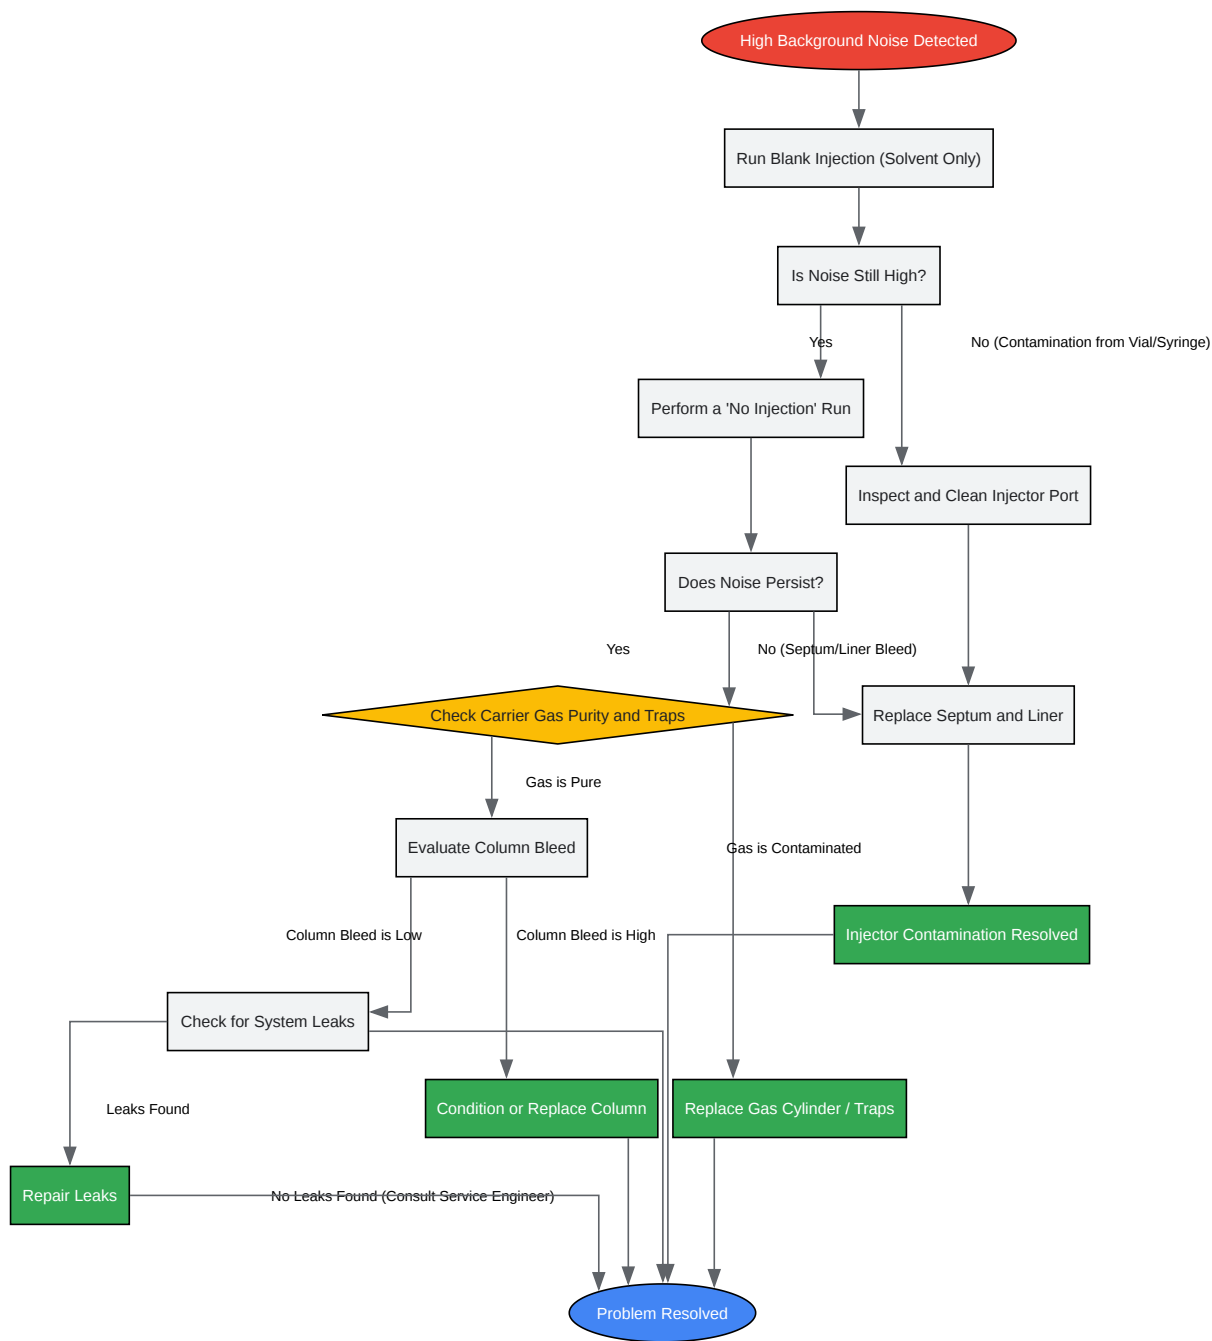 High Background Noise Detected
Run Blank Injection (Solvent Only)
Is Noise Still High?
Yes
No (Contamination from Vial/Syringe)
Perform a 'No Injection' Run
Inspect and Clean Injector Port
Does Noise Persist?
Yes
No (Septum/Liner Bleed)
Check Carrier Gas Purity and Traps
Replace Septum and Liner
Gas is Pure
Evaluate Column Bleed
Gas is Contaminated
Column Bleed is Low
Column Bleed is High
Injector Contamination Resolved
Check for System Leaks
Leaks Found
Condition or Replace Column
Replace Gas Cylinder / Traps
Repair Leaks
No Leaks Found (Consult Service Engineer)
Problem Resolved